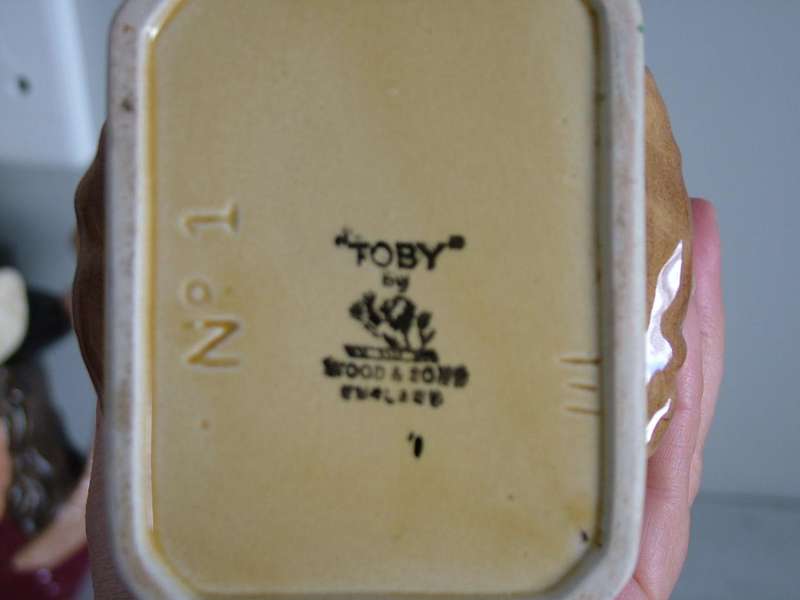 "TOBY"
by
WOOD & SONS
ENGLAND
Nº 1